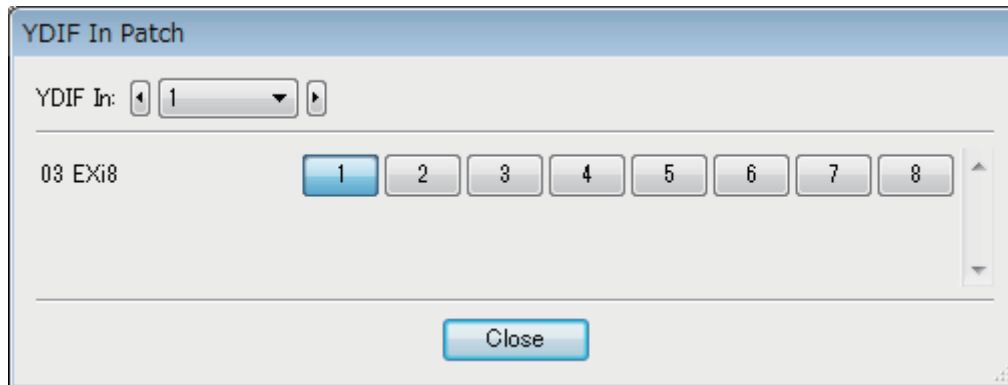 YDIF In Patch
YDIF In: 1
03 EXi8 1 2 3 4 5 6 7 8
Close